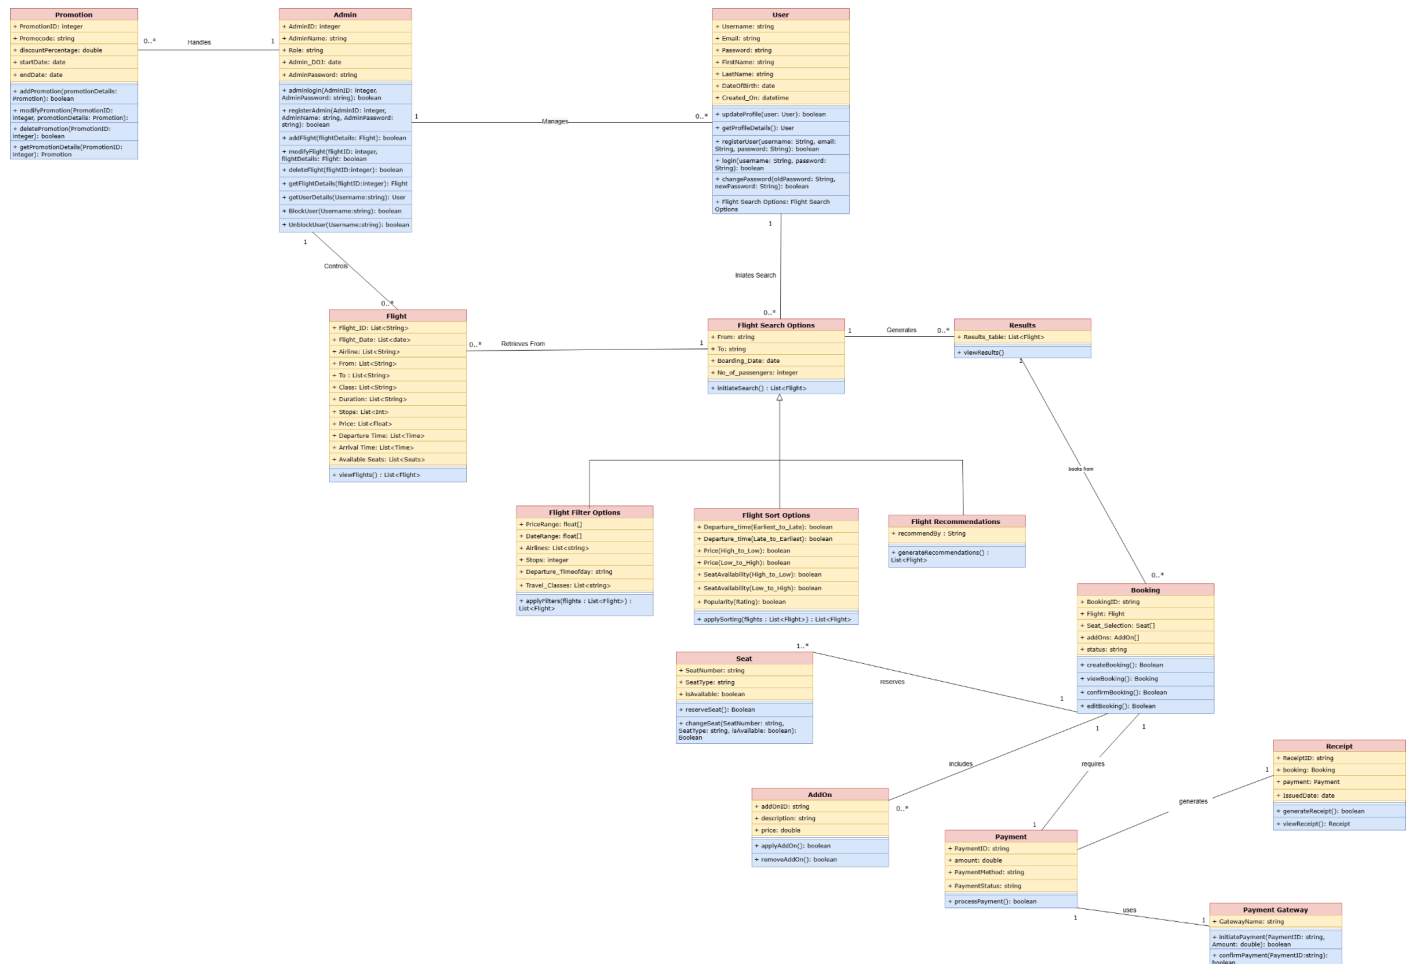 Promotion
+ PromotionID: integer
+ Promocode: string
+ discountPercentage: double
+ startDate: date
+ endDate: date
+ addPromotion(promotionDetails:
Promotion): boolean
+ modifyPromotion(PromotionID:
integer, promotionDetails: Promotion):
+ deletePromotion(PromotionID:
integer): boolean
+ getPromotionDetails(PromotionID:
integer): Promotion
0..*
Handles
1
Admin
+ AdminID: integer
+ AdminName: string
+ Role: string
+ Admin_DOJ: date
+ AdminPassword: string
+ adminlogin(AdminID: integer,
AdminPassword: string): boolean
+ registerAdmin(AdminID: integer,
AdminName: string, AdminPassword:
string): boolean
+ addFlight(flightDetails: Flight): boolean
+ modifyFlight(flightID: integer,
flightDetails: Flight): boolean
+ deleteFlight(flightID:integer): boolean
+ getFlightDetails(flightID:integer): Flight
+ getUserDetails(Username:string): User
+ BlockUser(Username:string): boolean
+ UnblockUser(Username:string): boolean
1
Manages
0..*
User
+ Username: string
+ Email: string
+ Password: string
+ FirstName: string
+ LastName: string
+ DateOfBirth: date
+ Created_On: datetime
+ updateProfile(user: User): boolean
+ getProfileDetails(): User
+ registerUser(username: String, email:
String, password: String): boolean
+ login(username: String, password:
String): boolean
+ changePassword(oldPassword: String,
newPassword: String): boolean
+ Flight Search Options: Flight Search
Options
1
Controls
0..*
1
Iniates Search
0..*
Flight
+ Flight_ID: List<String>
+ Flight_Date: List<date>
+ Airline: List<String>
+ From: List<String>
+ To : List<String>
+ Class: List<String>
+ Duration: List<String>
+ Stops: List<Int>
+ Price: List<Float>
+ Departure Time: List<Time>
+ Arrival Time: List<Time>
+ Available Seats: List<Seats>
+ viewFlights() : List<Flight>
0..*
Retrieves From
1
Flight Search Options
+ From: string
+ To: string
+ Boarding_Date: date
+ No_of_passengers: integer
+ initiateSearch() : List<Flight>
1
Generates
0..*
Results
+ Results_table: List<Flight>
+ viewResults()
1
books from
0..*
Flight Filter Options
+ PriceRange: float[]
+ DateRange: float[]
+ Airlines: List<string>
+ Stops: integer
+ Departure_Timeofday: string
+ Travel_Classes: List<string>
+ applyFilters(flights : List<Flight>) :
List<Flight>
Flight Sort Options
+ Departure_time(Earliest_to_Late): boolean
+ Departure_time(Late_to_Earliest): boolean
+ Price(High_to_Low): boolean
+ Price(Low_to_High): boolean
+ SeatAvailability(High_to_Low): boolean
+ SeatAvailability(Low_to_High): boolean
+ Popularity(Rating): boolean
+ applySorting(flights : List<Flight>) : List<Flight>
Flight Recommendations
+ recommendBy : String
+ generateRecommendations() :
List<Flight>
Booking
+ BookingID: string
+ Flight: Flight
+ Seat_Selection: Seat[]
+ addOns: AddOn[]
+ status: string
+ createBooking(): Boolean
+ viewBooking(): Booking
+ confirmBooking(): Boolean
+ editBooking(): Boolean
1..*
reserves
1
Seat
+ SeatNumber: string
+ SeatType: string
+ isAvailable: boolean
+ reserveSeat(): Boolean
+ changeSeat(SeatNumber: string,
SeatType: string, isAvailable: boolean):
Boolean
1
includes
0..*
1
requires
1
AddOn
+ addOnID: string
+ description: string
+ price: double
+ applyAddOn(): boolean
+ removeAddOn(): boolean
Payment
+ PaymentID: string
+ amount: double
+ PaymentMethod: string
+ PaymentStatus: string
+ processPayment(): boolean
generates
1
Receipt
+ ReceiptID: string
+ booking: Booking
+ payment: Payment
+ IssuedDate: date
+ generateReceipt(): boolean
+ viewReceipt(): Receipt
1
uses
1
Payment Gateway
+ GatewayName: string
+ initiatePayment(PaymentID: string,
Amount: double): boolean
+ confirmPayment(PaymentID:string):
boolean